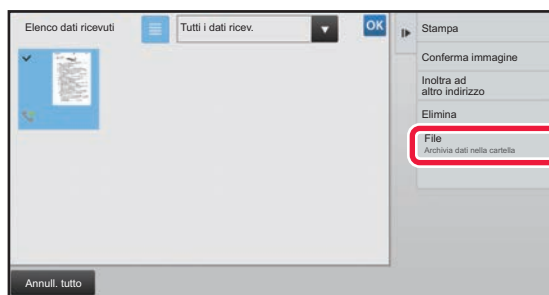 Elenco dati ricevuti
Tutti i dati ricev.
OK
Stampa
Conferma immagine
Inoltra ad
altro indirizzo
Elimina
File
Archivia dati nella cartella
Annull. tutto